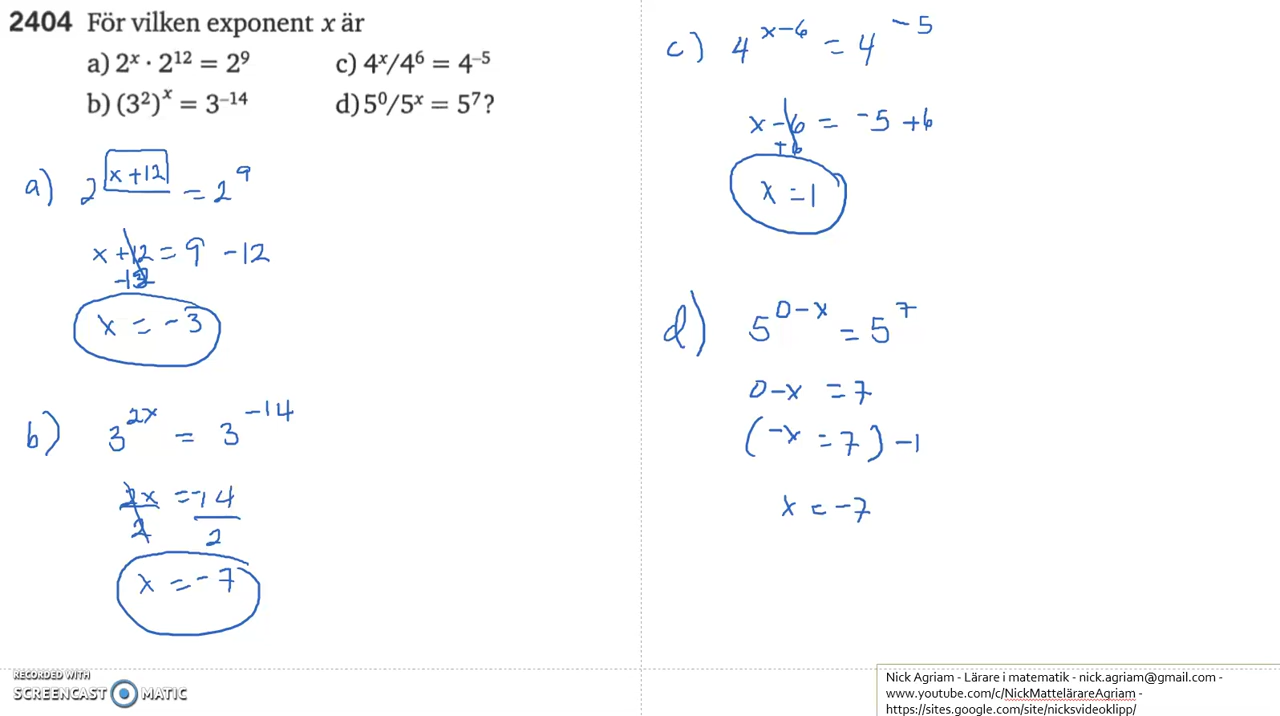 2404 För vilken exponent x är
a) 2ˣ · 2¹² = 2⁹
c) 4ˣ/4⁶ = 4⁻⁵
b) (3²)ˣ = 3⁻¹⁴
d) 5⁰/5ˣ = 5⁷?
a) 2^(x+12) = 2⁹
x+12 = 9 -12
-12
x = -3
b) 3^(2x) = 3^(-14)
2x = -14
2 2
x = -7
c) 4^(x-6) = 4^(-5)
x-6 = -5 +6
+6
x = 1
d) 5^(0-x) = 5⁷
0-x = 7
(-x = 7) -1
x = -7
RECORDED WITH
SCREENCAST MATIC
Nick Agriam - Lärare i matematik - nick.agriam@gmail.com -
www.youtube.com/c/NickMattelärareAgriam -
https://sites.google.com/site/nicksvideoklipp/